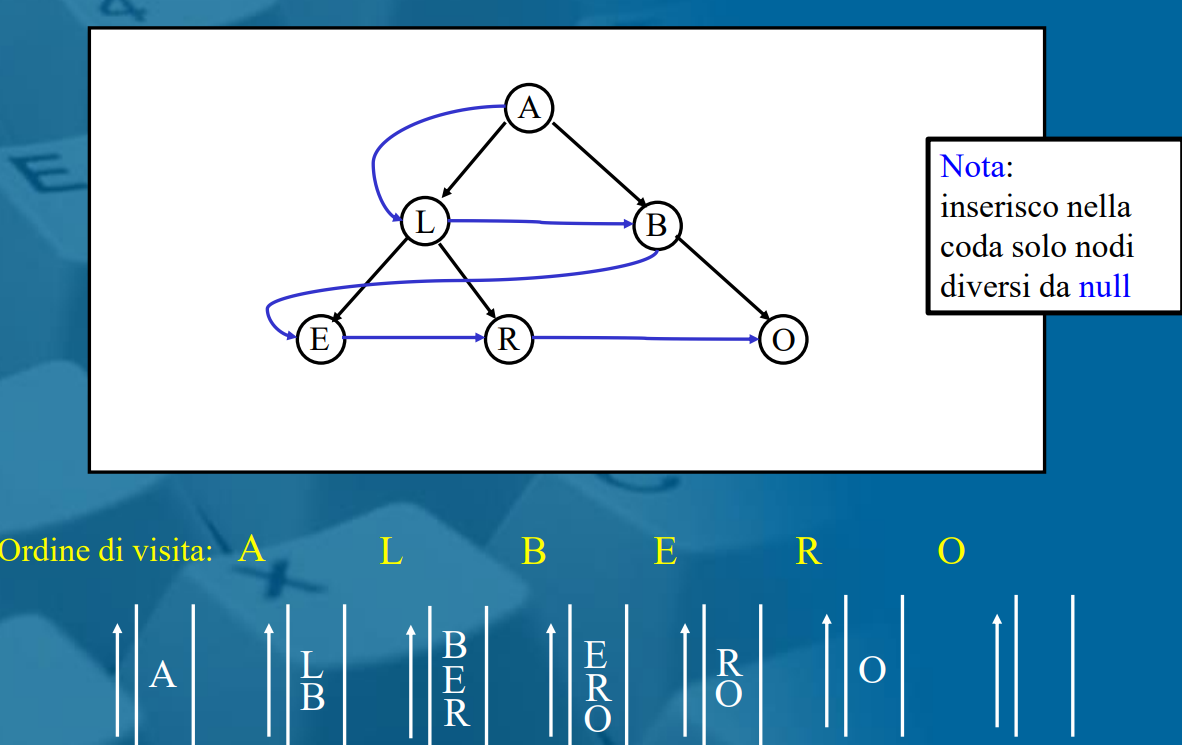 A
L
B
E
R
O
Nota:
inserisco nella
coda solo nodi
diversi da null
Ordine di visita: A L B E R O
A
L
B
B
E
R
E
R
O
R
O
O